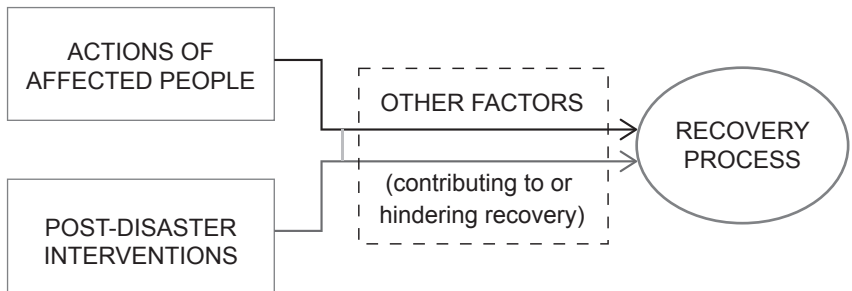 ACTIONS OF
AFFECTED PEOPLE
OTHER FACTORS
(contributing to or
hindering recovery)
RECOVERY
PROCESS
POST-DISASTER
INTERVENTIONS